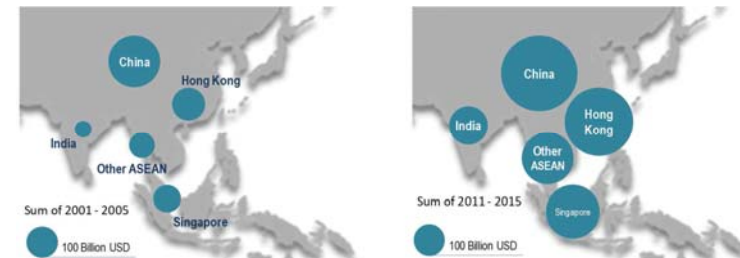 China
Hong Kong
India
Other ASEAN
Sum of 2001 - 2005
Singapore
100 Billion USD
China
Hong
Kong
India
Other
ASEAN
Sum of 2011 - 2015
Singapore
100 Billion USD